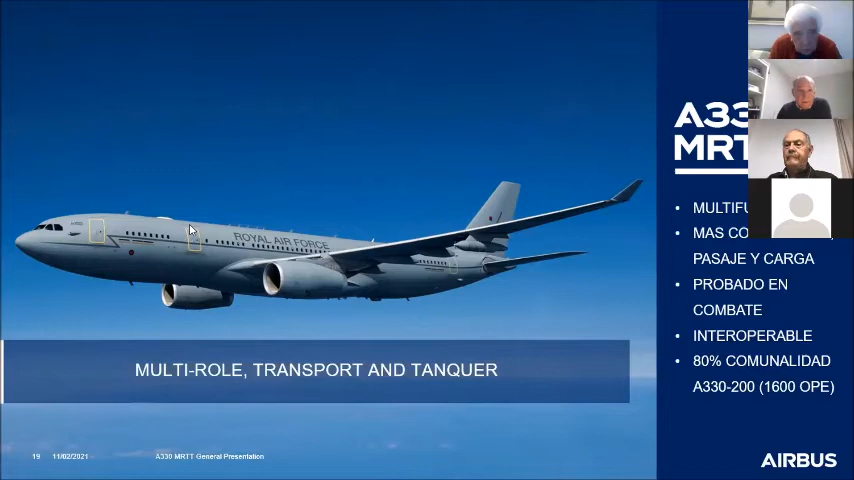 ROYAL AIR FORCE
MULTI-ROLE, TRANSPORT AND TANQUER
19 11/02/2021 A330 MRTT General Presentation
A33
MRT
• MULTIFU
• MAS CO
PASAJE Y CARGA
• PROBADO EN
COMBATE
• INTEROPERABLE
• 80% COMUNALIDAD
A330-200 (1600 OPE)
AIRBUS